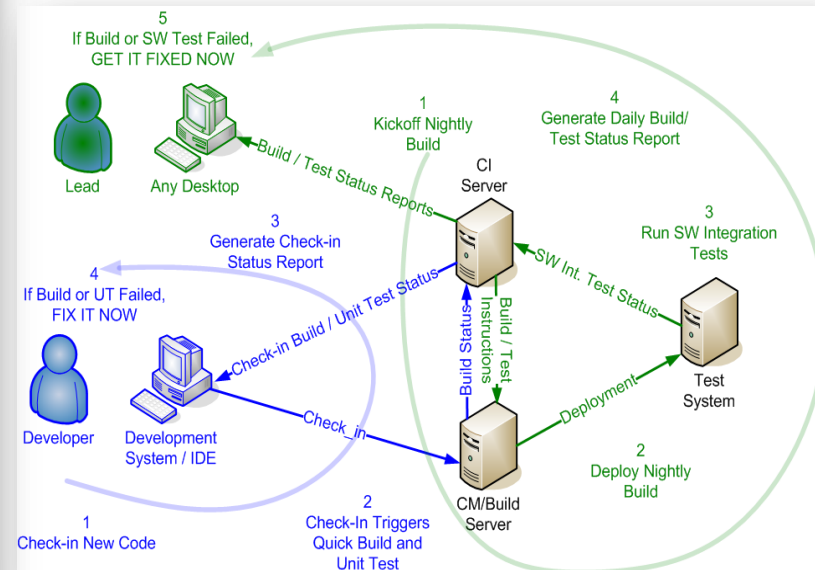 5
If Build or SW Test Failed,
GET IT FIXED NOW
Lead
Any Desktop
Build / Test Status Reports
1
Kickoff Nightly
Build
4
Generate Daily Build/
Test Status Report
CI
Server
3
Run SW Integration
Tests
SW Int. Test Status
3
Generate Check-in
Status Report
4
If Build or UT Failed,
FIX IT NOW
Check-in Build / Unit Test Status
Build Status
Build / Test
Instructions
Test
System
Developer
Development
System / IDE
Check_in
Deployment
2
Deploy Nightly
Build
CM/Build
Server
1
Check-in New Code
2
Check-In Triggers
Quick Build and
Unit Test